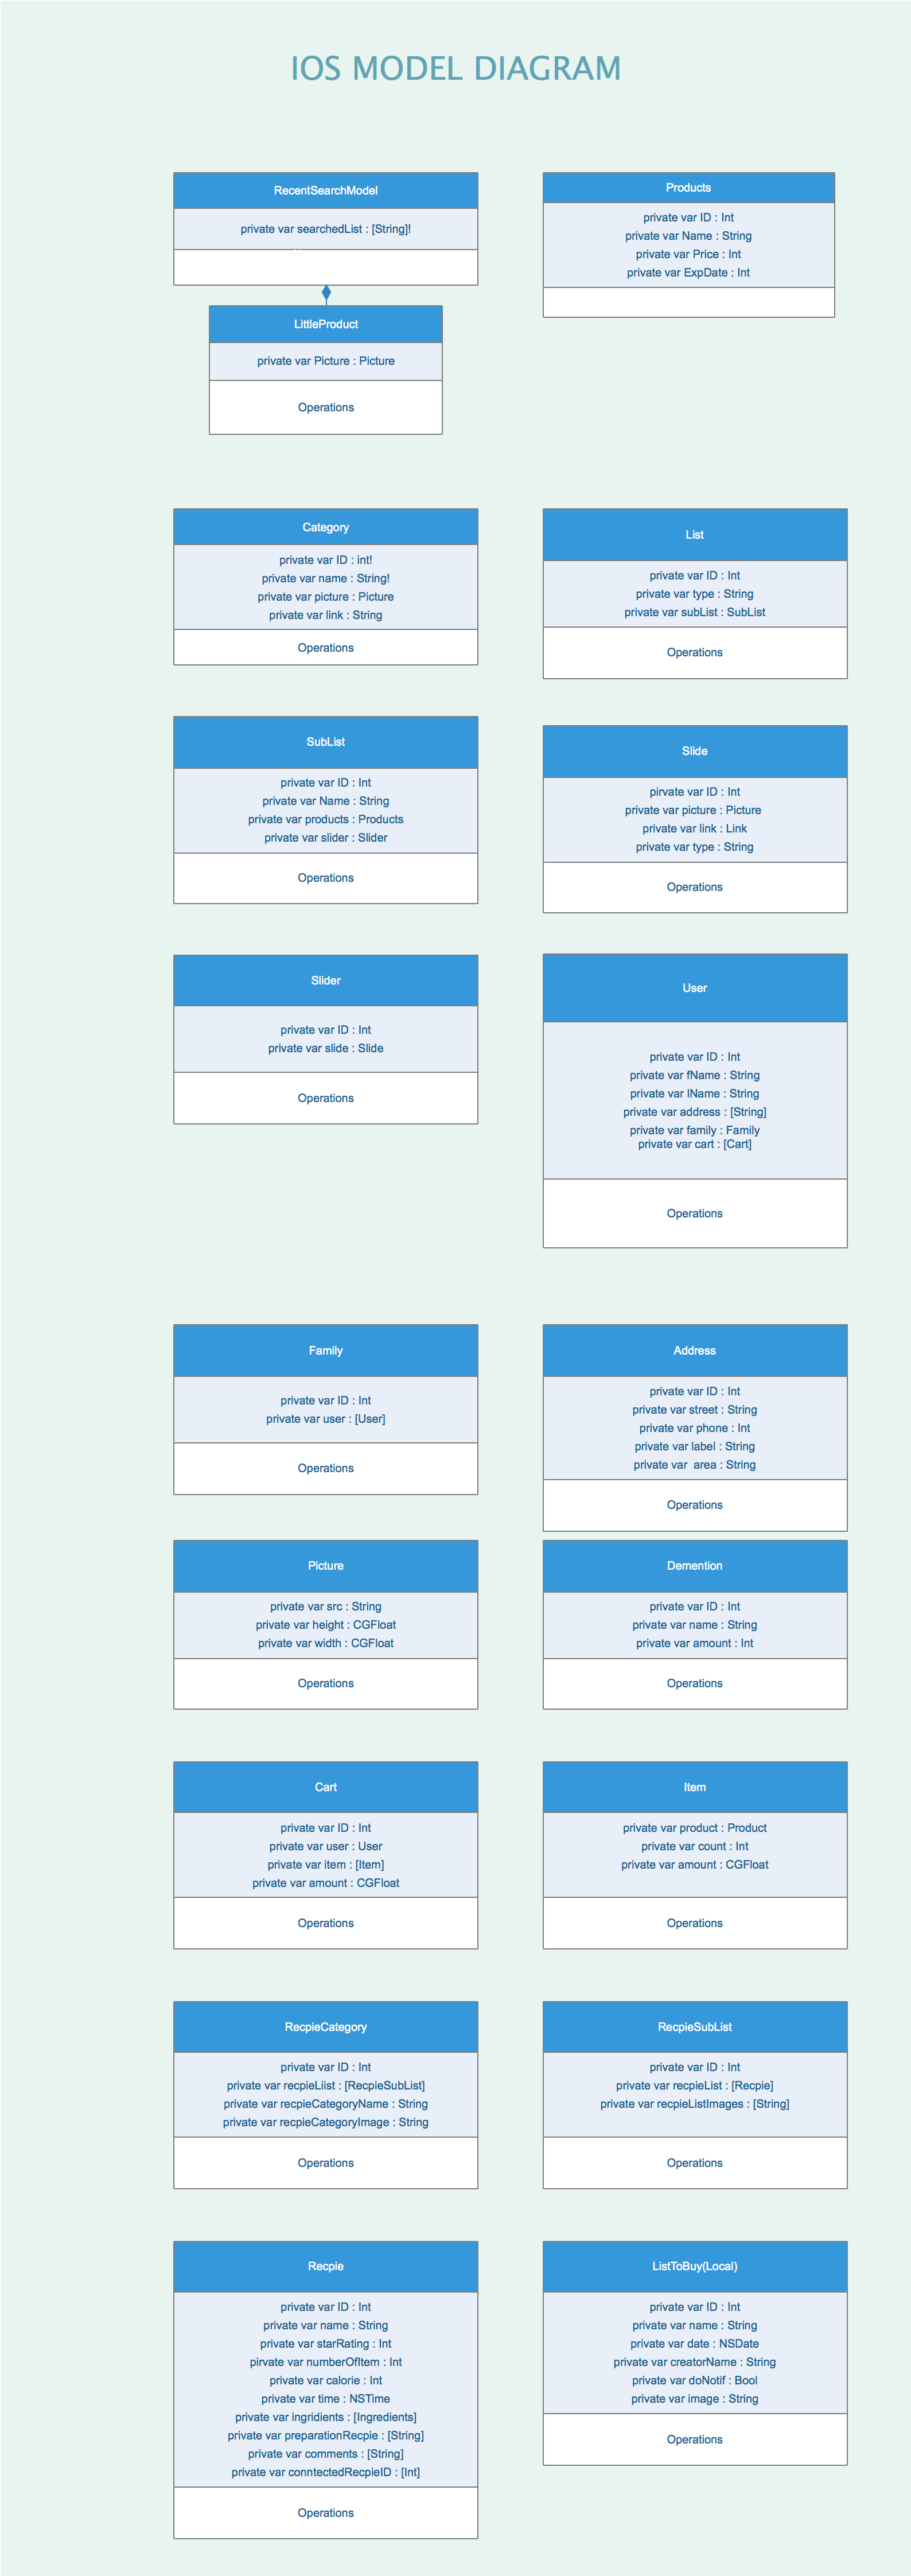 IOS MODEL DIAGRAM
RecentSearchModel
private var searchedList : [String]!
LittleProduct
private var Picture : Picture
Operations
Products
private var ID : Int
private var Name : String
private var Price : Int
private var ExpDate : Int
Category
private var ID : int!
private var name : String!
private var picture : Picture
private var link : String
Operations
List
private var ID : Int
private var type : String
private var subList : SubList
Operations
SubList
private var ID : Int
private var Name : String
private var products : Products
private var slider : Slider
Operations
Slide
pirvate var ID : Int
private var picture : Picture
private var link : Link
private var type : String
Operations
Slider
private var ID : Int
private var slide : Slide
Operations
User
private var ID : Int
private var fName : String
private var lName : String
private var address : [String]
private var family : Family
private var cart : [Cart]
Operations
Family
private var ID : Int
private var user : [User]
Operations
Address
private var ID : Int
private var street : String
private var phone : Int
private var label : String
private var  area : String
Operations
Picture
private var src : String
private var height : CGFloat
private var width : CGFloat
Operations
Demention
private var ID : Int
private var name : String
private var amount : Int
Operations
Cart
private var ID : Int
private var user : User
private var item : [Item]
private var amount : CGFloat
Operations
Item
private var product : Product
private var count : Int
private var amount : CGFloat
Operations
RecpieCategory
private var ID : Int
private var recpieLiist : [RecpieSubList]
private var recpieCategoryName : String
private var recpieCategoryImage : String
Operations
RecpieSubList
private var ID : Int
private var recpieList : [Recpie]
private var recpieListImages : [String]
Operations
Recpie
private var ID : Int
private var name : String
private var starRating : Int
pirvate var numberOfItem : Int
private var calorie : Int
private var time : NSTime
private var ingridients : [Ingredients]
private var preparationRecpie : [String]
private var comments : [String]
private var conntectedRecpieID : [Int]
Operations
ListToBuy(Local)
private var ID : Int
private var name : String
private var date : NSDate
private var creatorName : String
private var doNotif : Bool
private var image : String
Operations